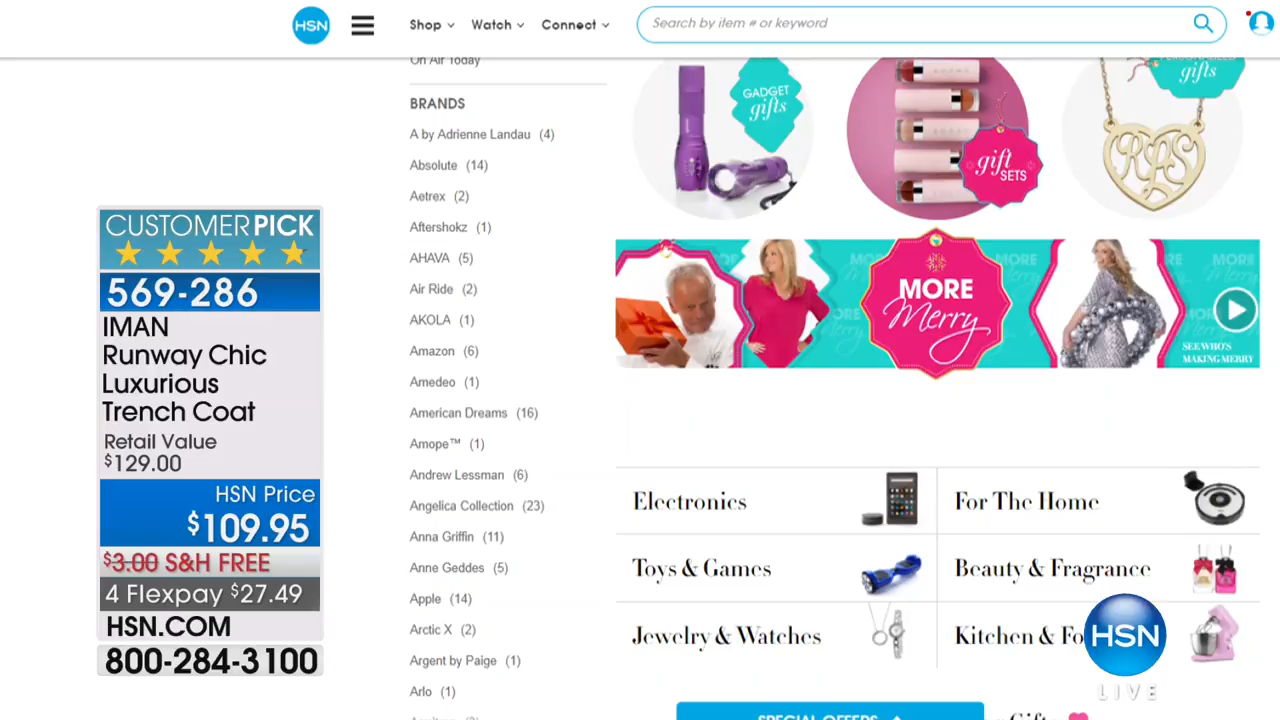 HSN
Shop
Watch
Connect
Search by item # or keyword
On Air Today
BRANDS
A by Adrienne Landau (4)
Absolute (14)
Aetrex (2)
Aftershokz (1)
AHAVA (5)
Air Ride (2)
AKOLA (1)
Amazon (6)
Amedeo (1)
American Dreams (16)
Amope™ (1)
Andrew Lessman (6)
Angelica Collection (23)
Anna Griffin (11)
Anne Geddes (5)
Apple (14)
Arctic X (2)
Argent by Paige (1)
Arlo (1)
CUSTOMER PICK
569-286
IMAN
Runway Chic
Luxurious
Trench Coat
Retail Value
$129.00
HSN Price
$109.95
$3.00 S&H FREE
4 Flexpay $27.49
HSN.COM
800-284-3100
GADGET
gifts
gift
SETS
gifts
RAS
MORE
Merry
SEE WHO'S
MAKING MERRY
Electronics
For The Home
Toys & Games
Beauty & Fragrance
Jewelry & Watches
Kitchen & Fo
HSN
LIVE
SPECIAL OFFERS
Gifts